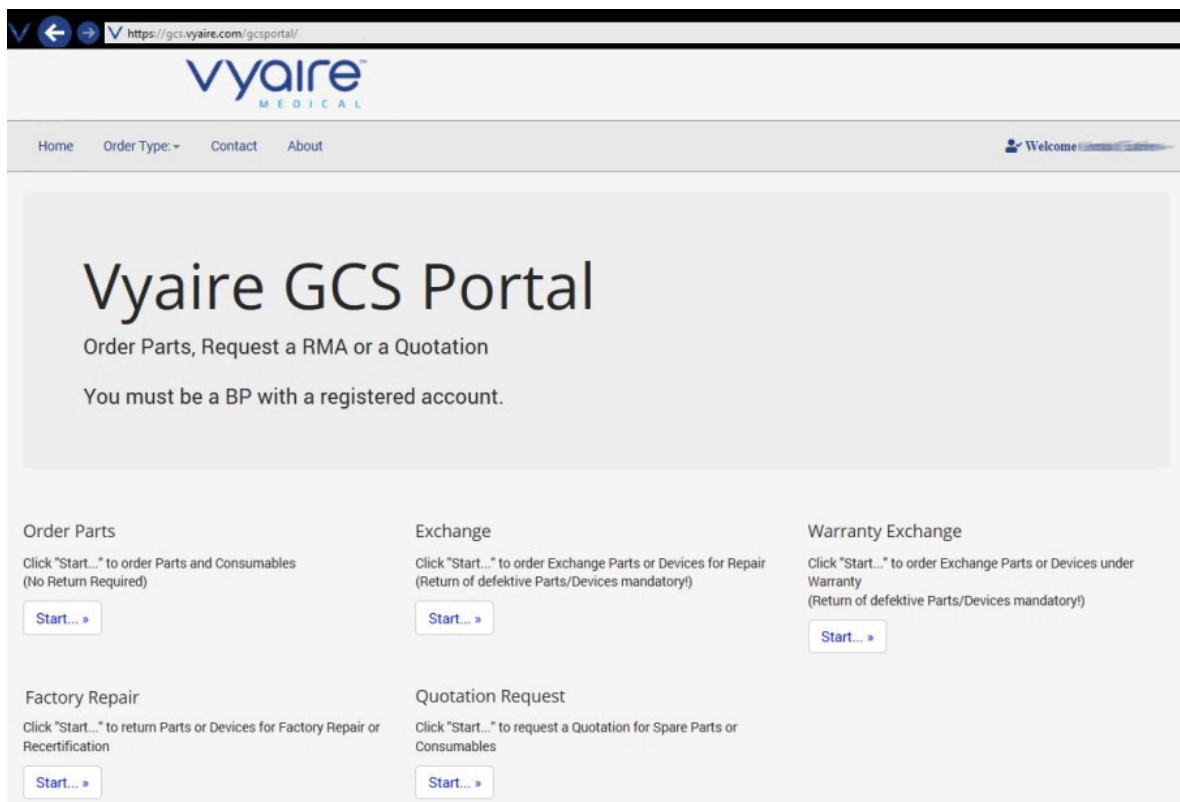 https://gcs.vyaire.com/gcsportal/
vyaire™
MEDICAL
Home Order Type: Contact About Welcome
Vyaire GCS Portal
Order Parts, Request a RMA or a Quotation
You must be a BP with a registered account.
Order Parts
Click "Start..." to order Parts and Consumables
(No Return Required)
Start... »
Exchange
Click "Start..." to order Exchange Parts or Devices for Repair
(Return of defektive Parts/Devices mandatory!)
Start... »
Warranty Exchange
Click "Start..." to order Exchange Parts or Devices under
Warranty
(Return of defektive Parts/Devices mandatory!)
Start... »
Factory Repair
Click "Start..." to return Parts or Devices for Factory Repair or
Recertification
Start... »
Quotation Request
Click "Start..." to request a Quotation for Spare Parts or
Consumables
Start... »